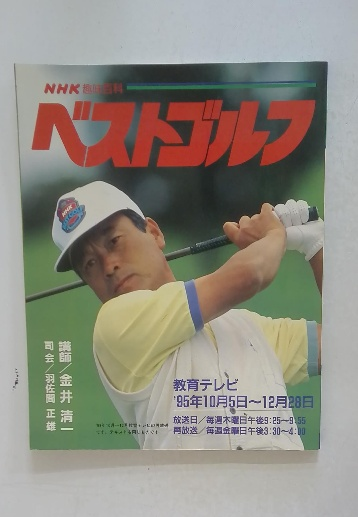 NHK 趣味百科
ベストゴルフ
NHK
講師／金井 清一
司会／羽佐間 正雄
教育テレビ
'95年10月5日〜12月28日
放送日／毎週木曜日午後9:25〜9:55
再放送／毎週金曜日午後3:30〜4:00